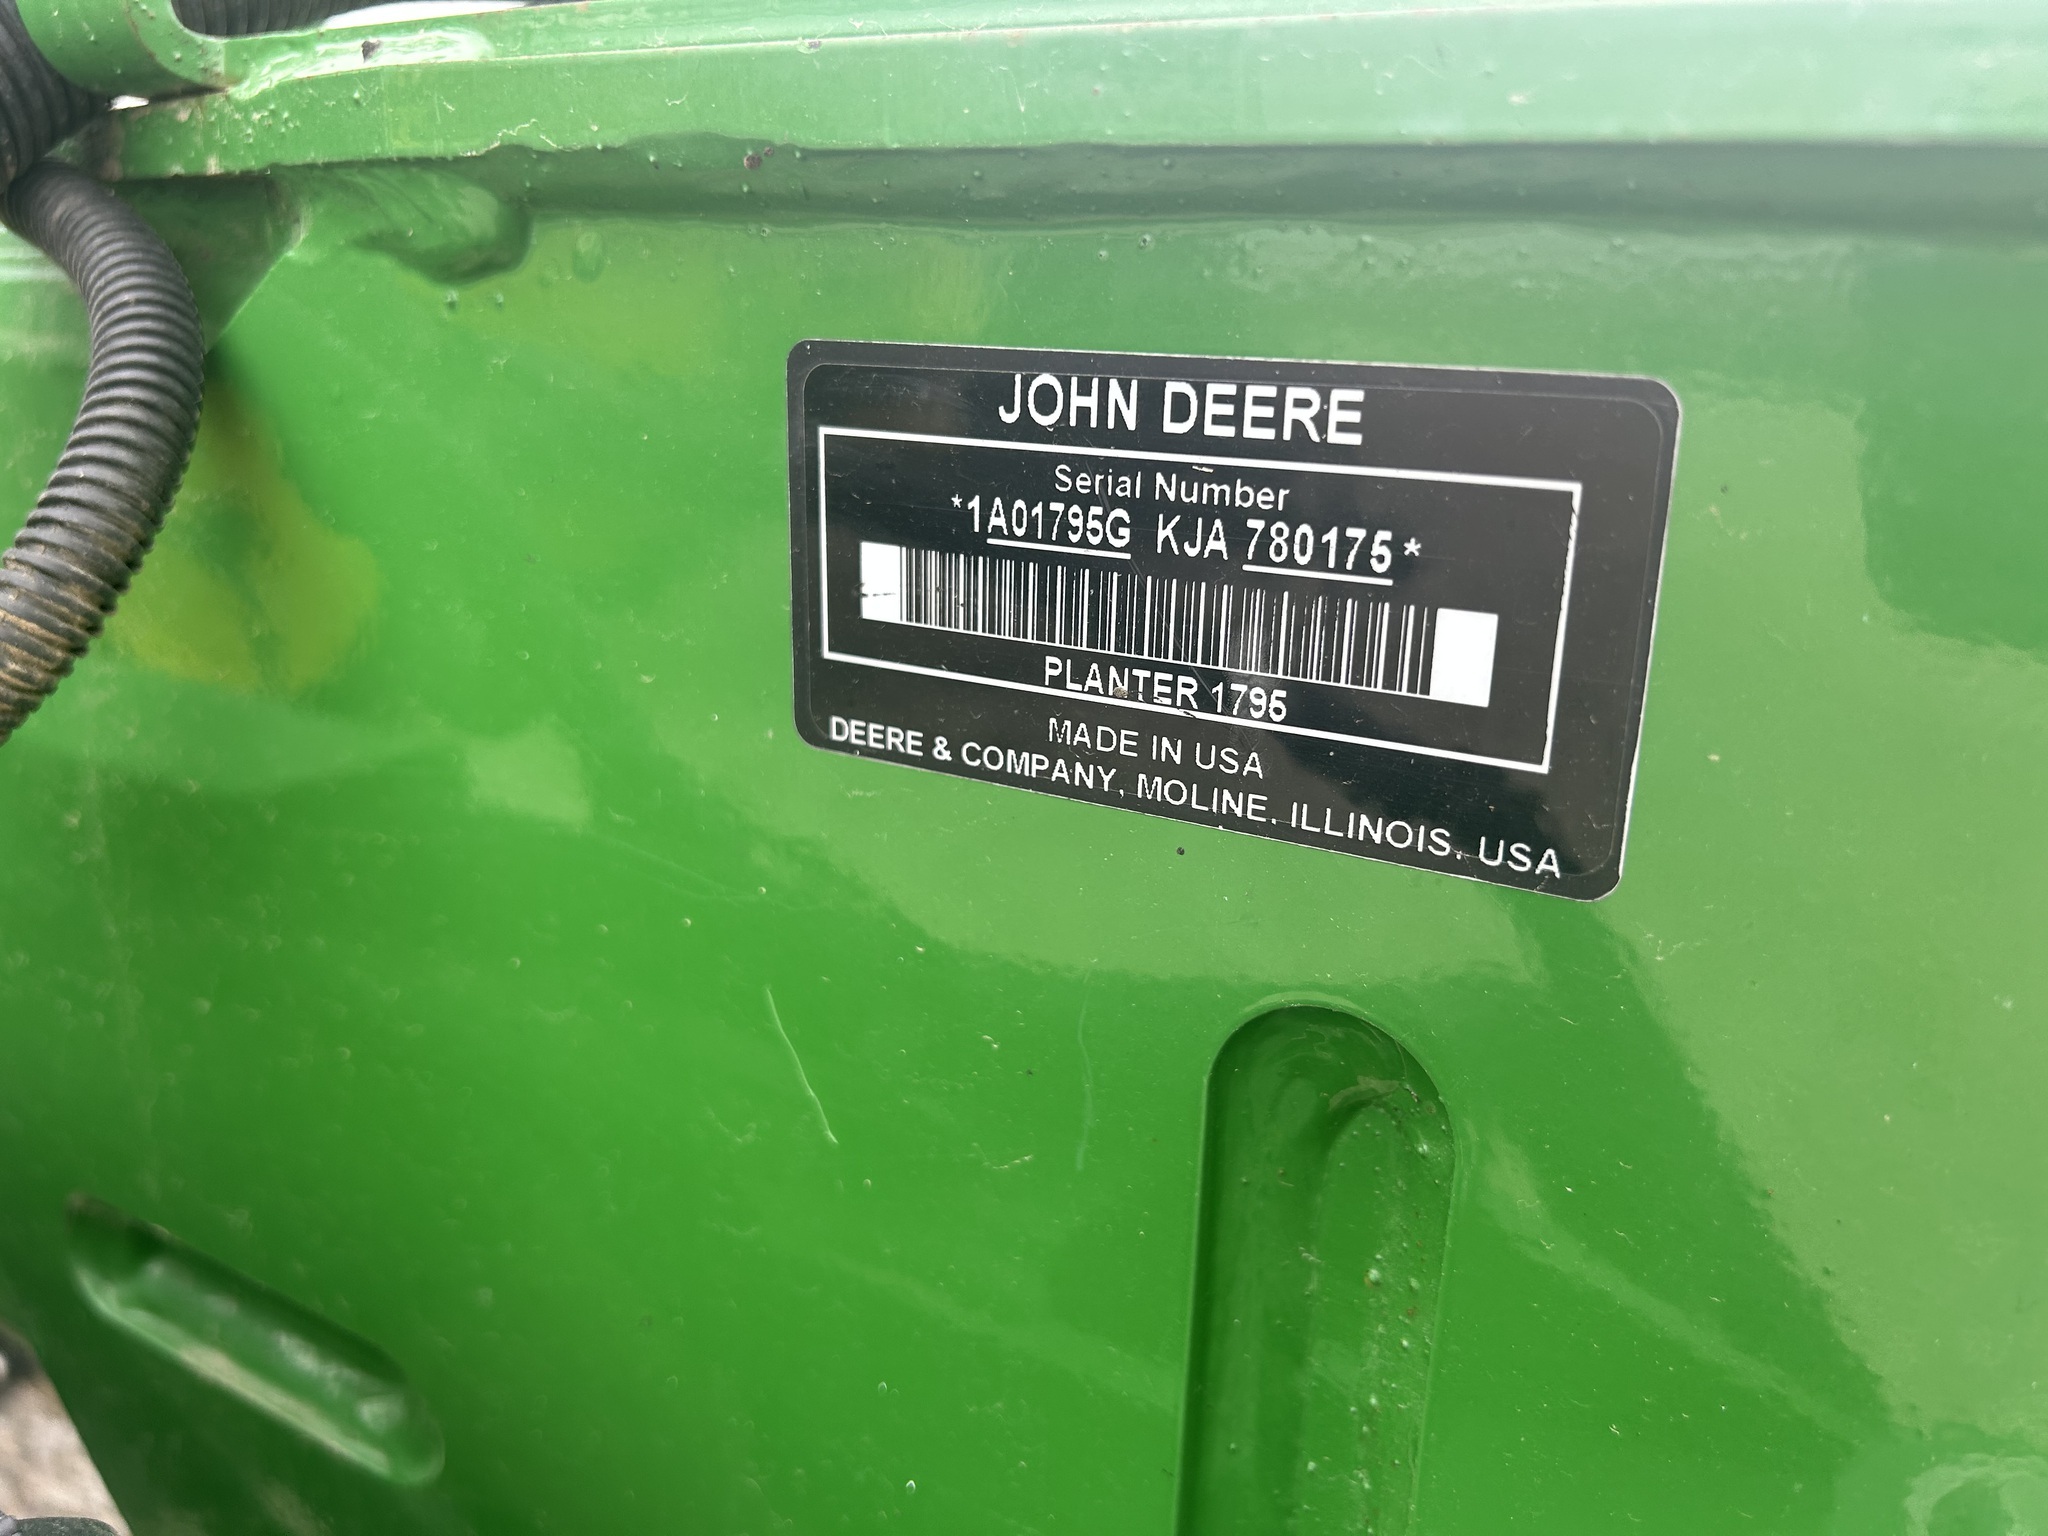 JOHN DEERE
Serial Number
*1A01795G KJA 780175*
PLANTER 1795
MADE IN USA
DEERE & COMPANY, MOLINE, ILLINOIS, USA